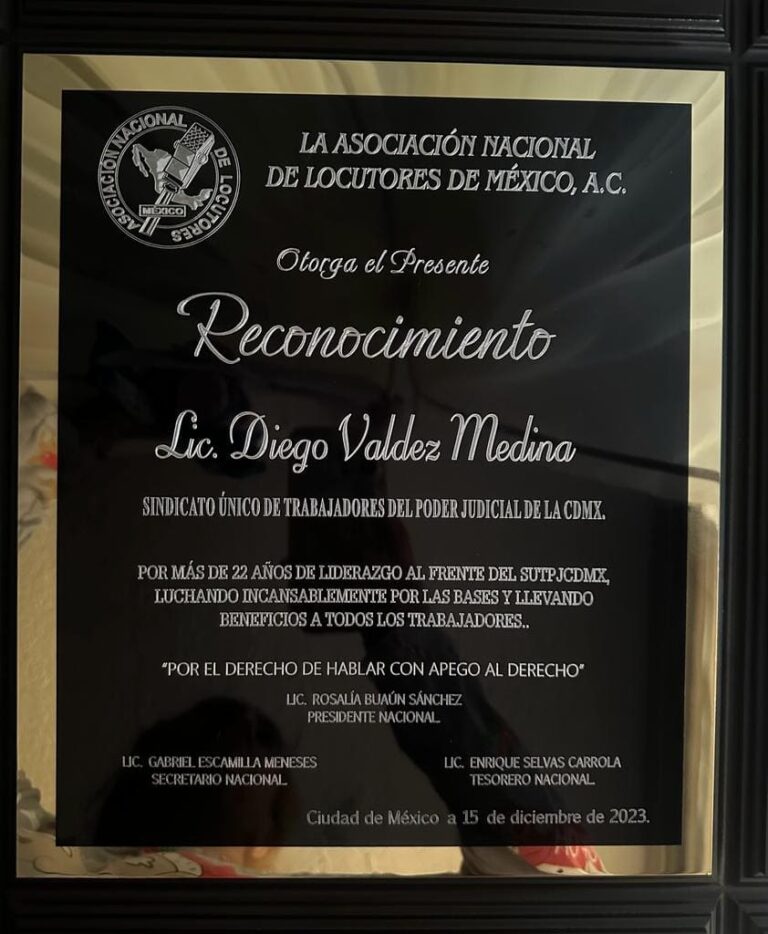 ASOCIACIÓN NACIONAL DE LOCUTORES
MÉXICO
LA ASOCIACIÓN NACIONAL
DE LOCUTORES DE MÉXICO, A.C.
Otorga el Presente
Reconocimiento
Lic. Diego Valdez Medina
SINDICATO ÚNICO DE TRABAJADORES DEL PODER JUDICIAL DE LA CDMX.
POR MÁS DE 22 AÑOS DE LIDERAZGO AL FRENTE DEL SUTPJCDMX,
LUCHANDO INCANSABLEMENTE POR LAS BASES Y LLEVANDO
BENEFICIOS A TODOS LOS TRABAJADORES..
"POR EL DERECHO DE HABLAR CON APEGO AL DERECHO"
LIC. ROSALÍA BUAÚN SÁNCHEZ
PRESIDENTE NACIONAL
LIC. GABRIEL ESCAMILLA MENESES
SECRETARIO NACIONAL
LIC. ENRIQUE SELVAS CARROLA
TESORERO NACIONAL
Ciudad de México a 15 de diciembre de 2023.